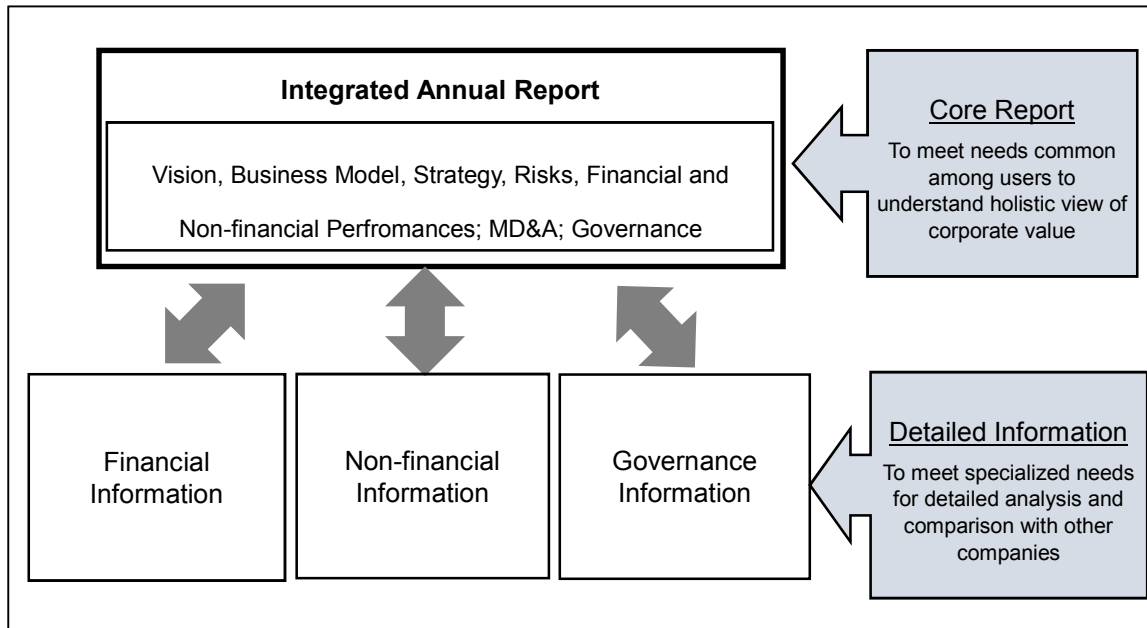 Integrated Annual Report
Vision, Business Model, Strategy, Risks, Financial and
Non-financial Perfromances; MD&A; Governance
Core Report
To meet needs common
among users to
understand holistic view of
corporate value
Financial
Information
Non-financial
Information
Governance
Information
Detailed Information
To meet specialized needs
for detailed analysis and
comparison with other
companies